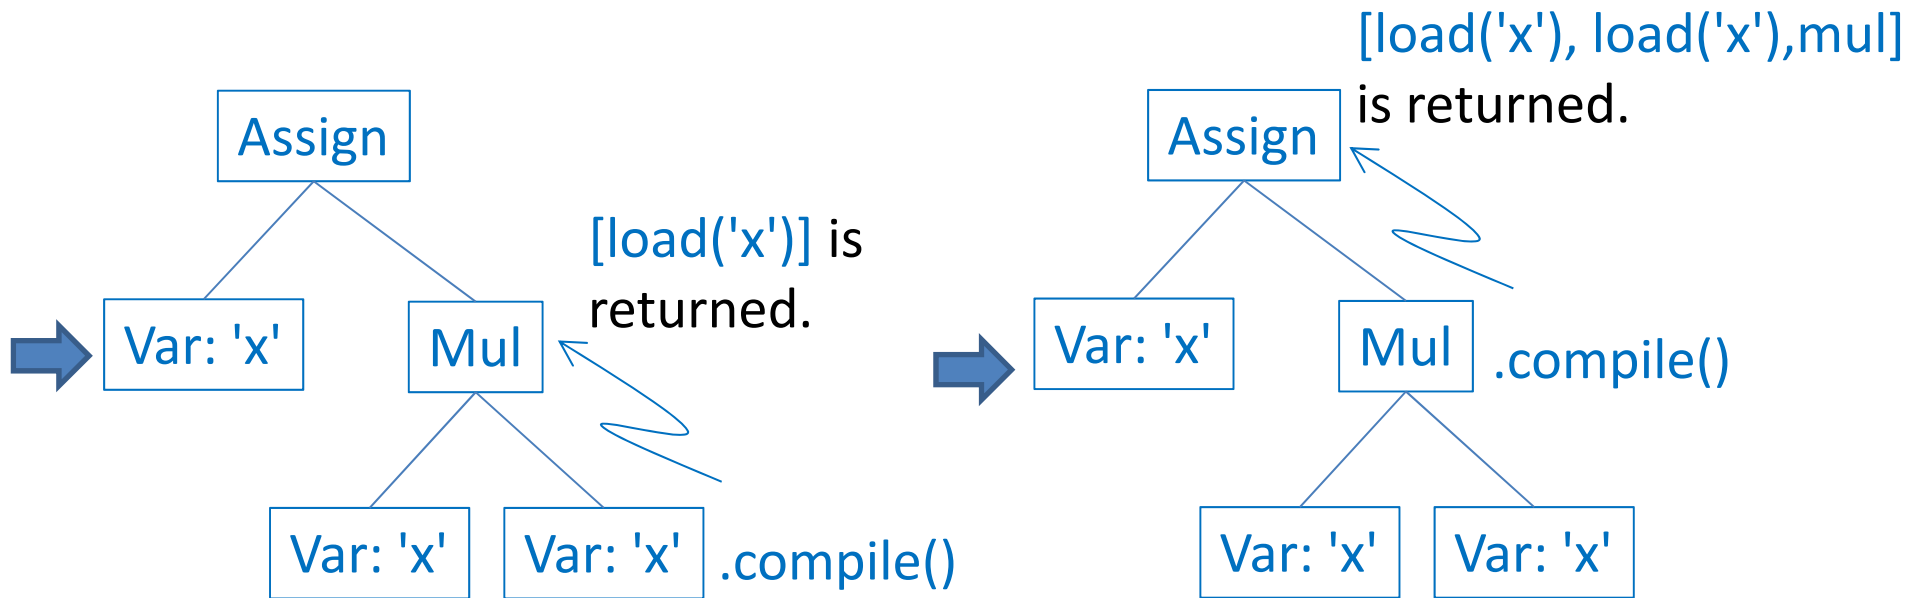 Assign
[load('x')] is
returned.
Var: 'x'
Mul
Var: 'x'
Var: 'x'
.compile()
[load('x'), load('x'),mul]
is returned.
Assign
Var: 'x'
Mul
.compile()
Var: 'x'
Var: 'x'